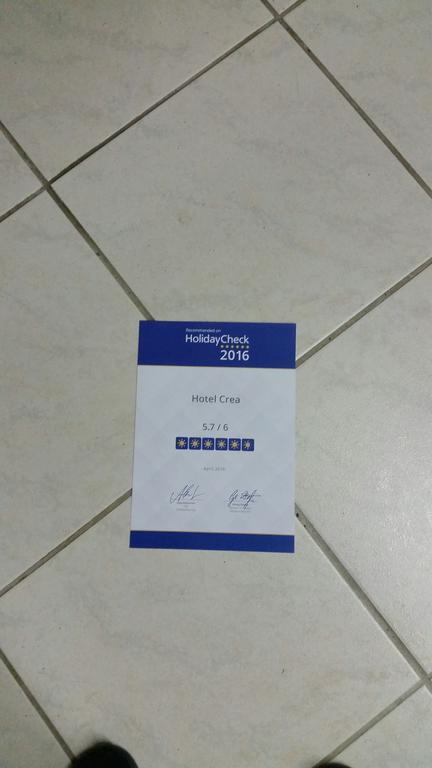 Recommended on
HolidayCheck
2016
Hotel Crea
5.7 / 6
April 2016